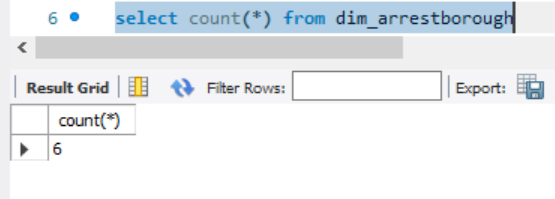 6 select count(*) from dim_arrestborough
Result Grid Filter Rows: Export:
count(*)
6